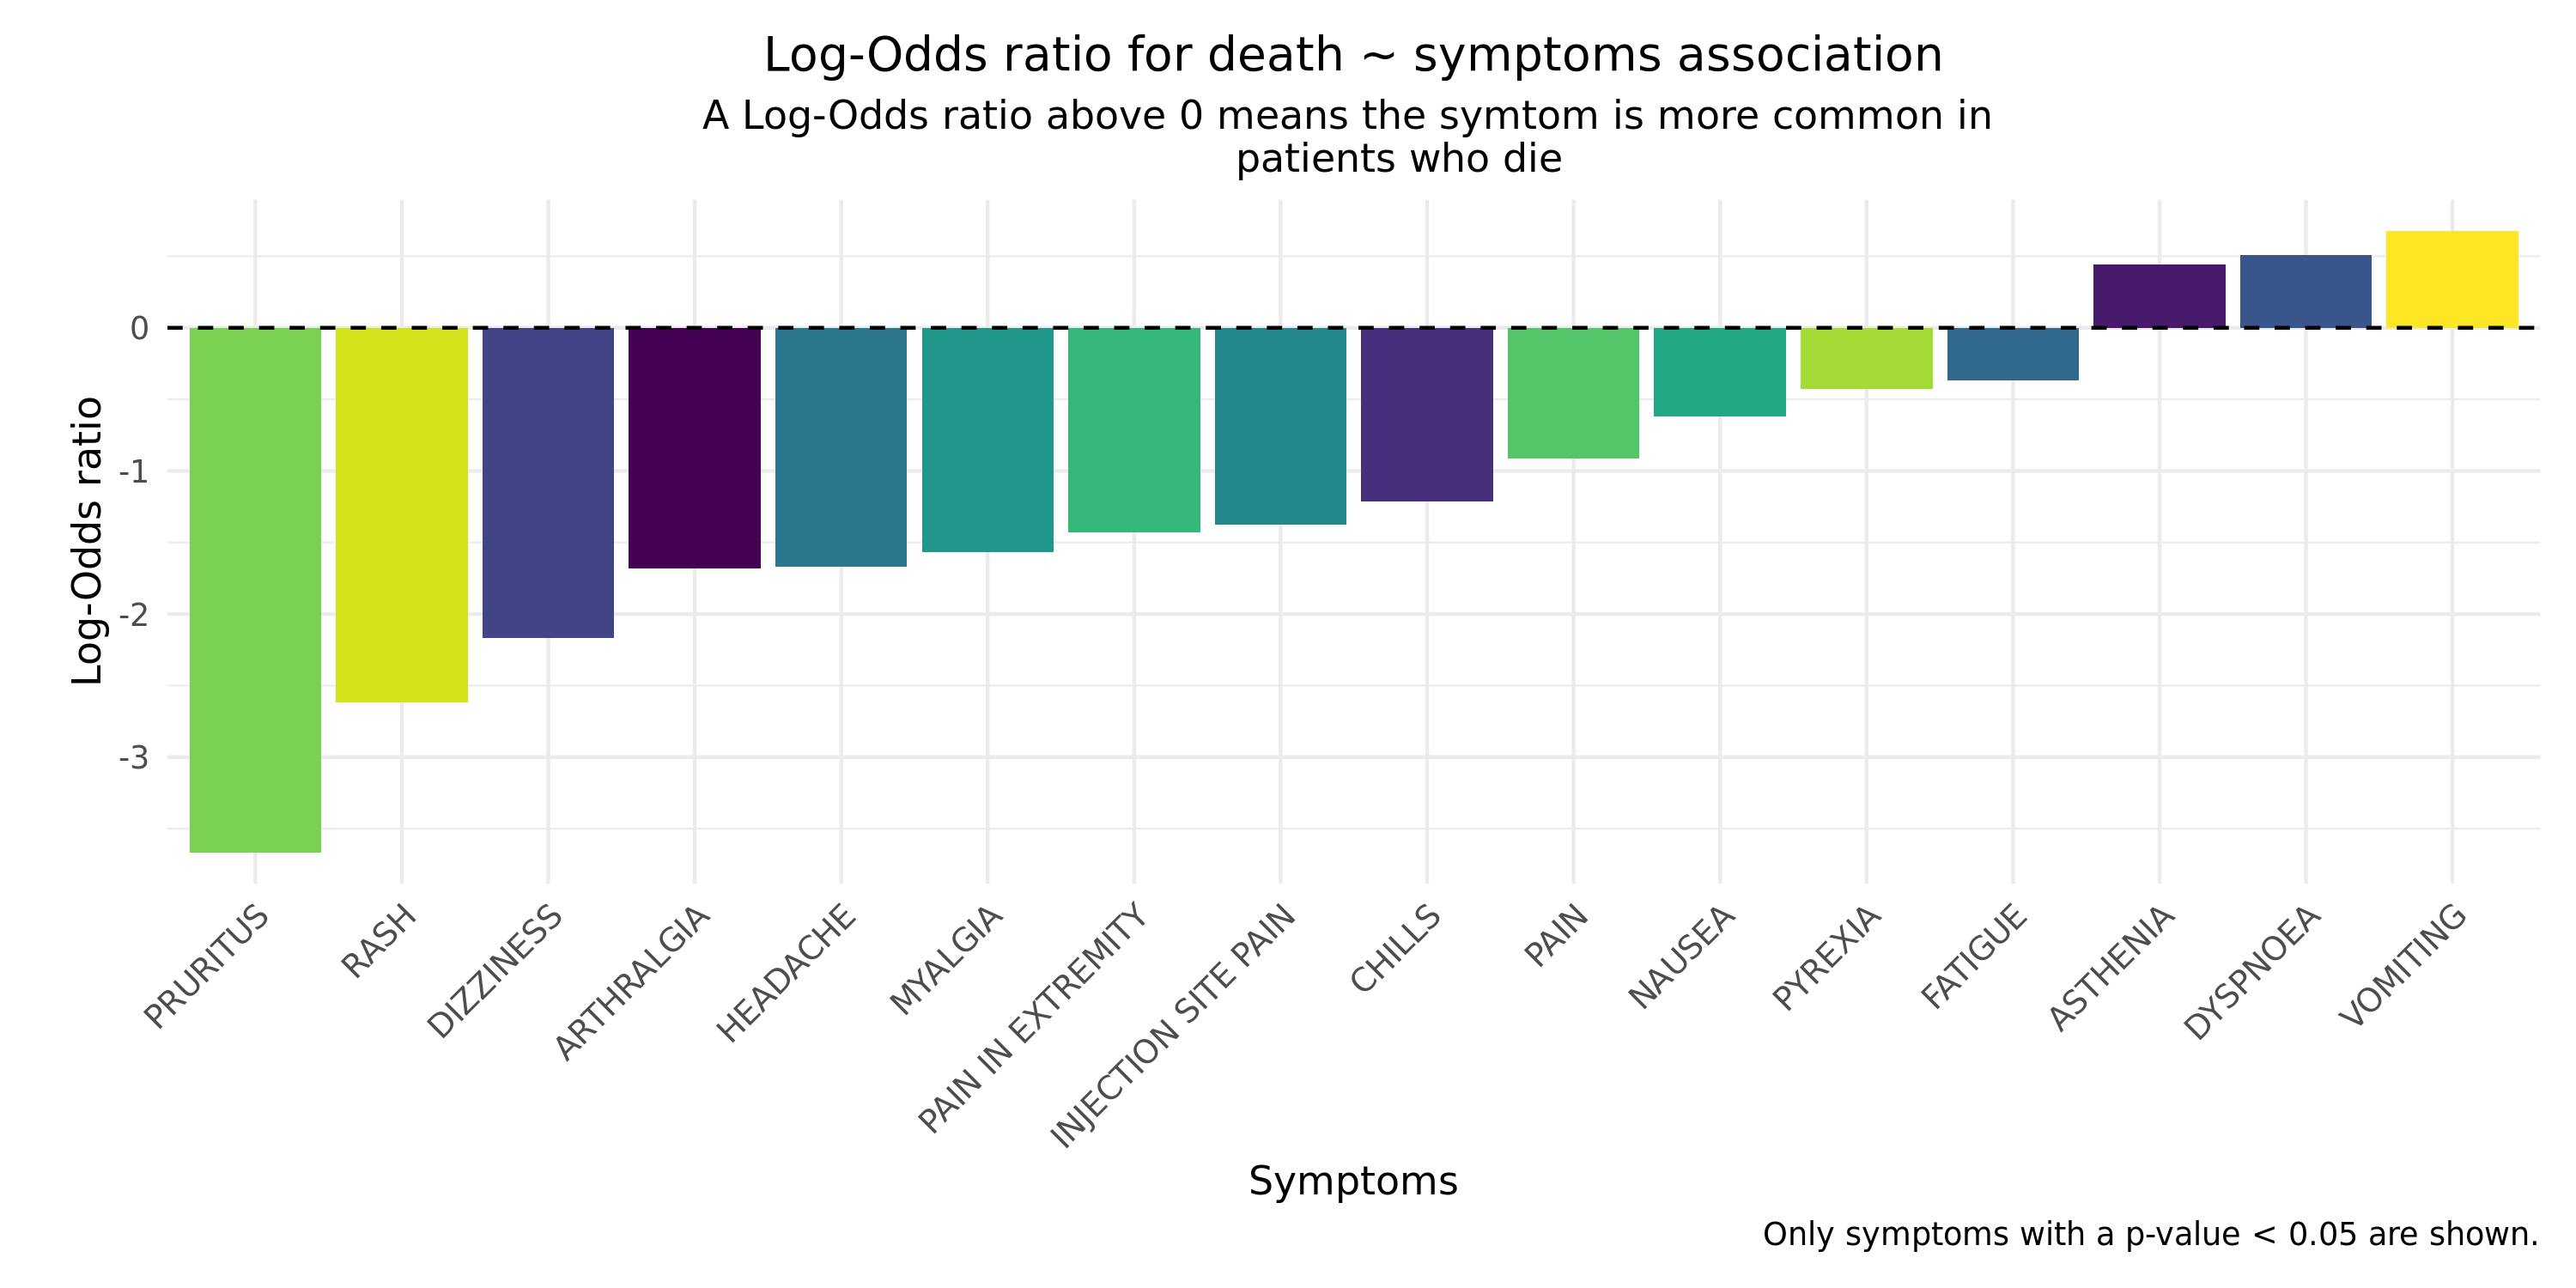 Log-Odds ratio for death ~ symptoms association
A Log-Odds ratio above 0 means the symtom is more common in
patients who die
Log-Odds ratio
0
-1
-2
-3
PRURITUS
RASH
DIZZINESS
ARTHRALGIA
HEADACHE
MYALGIA
PAIN IN EXTREMITY
INJECTION SITE PAIN
CHILLS
PAIN
NAUSEA
PYREXIA
FATIGUE
ASTHENIA
DYSPNOEA
VOMITING
Symptoms
Only symptoms with a p-value < 0.05 are shown.